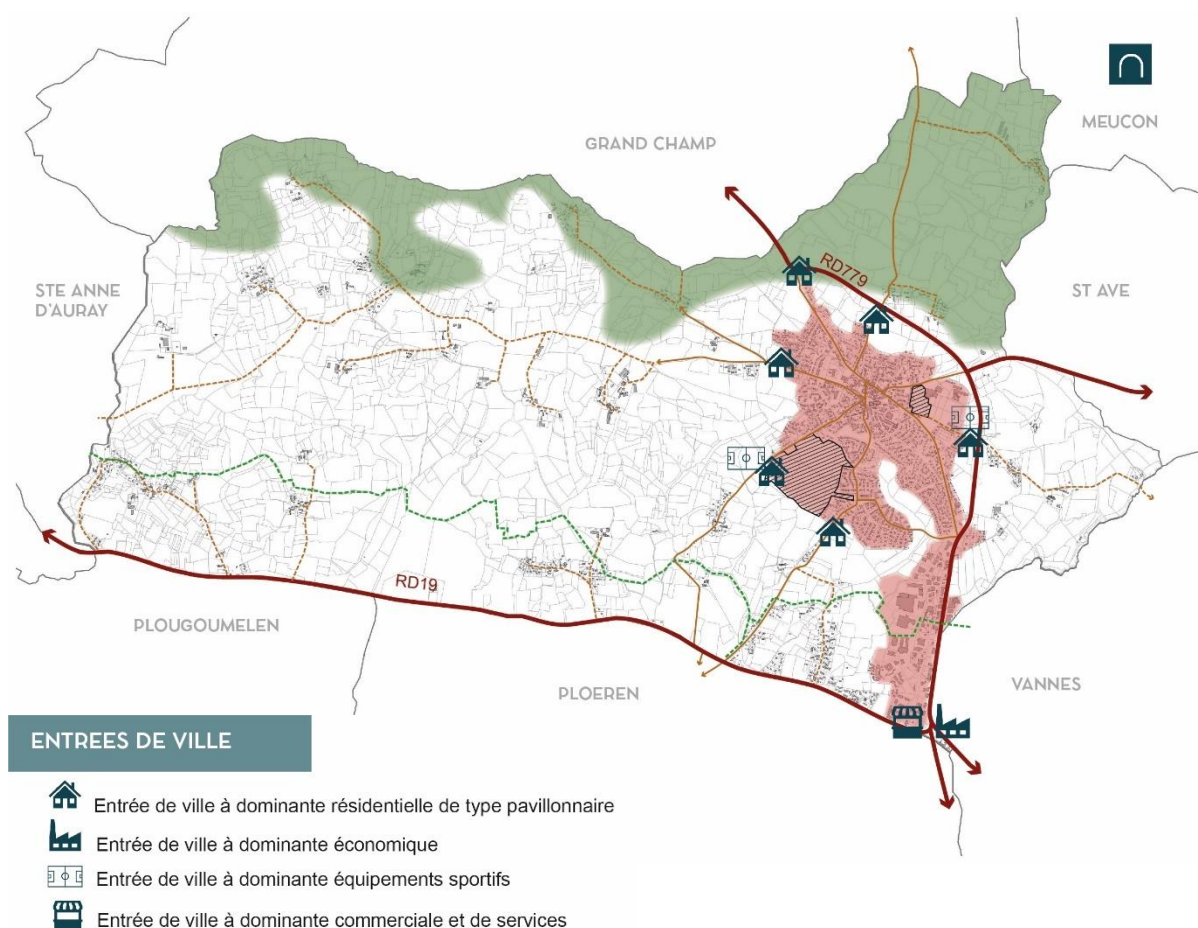 GRAND CHAMP
MEUCON
STE ANNE
D'AURAY
RD779
ST AVE
RD19
PLOUGOUMELEN
PLOEREN
VANNES
ENTREES DE VILLE
Entrée de ville à dominante résidentielle de type pavillonnaire
Entrée de ville à dominante économique
Entrée de ville à dominante équipements sportifs
Entrée de ville à dominante commerciale et de services